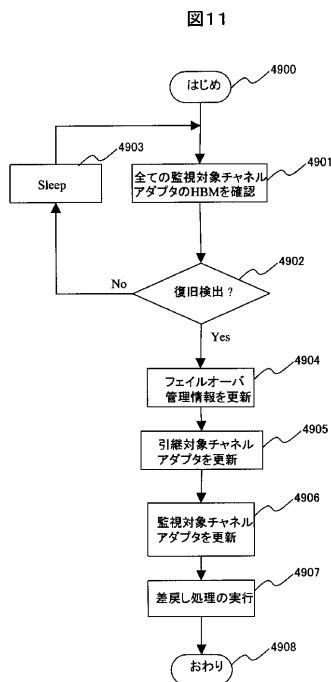 図11
はじめ
4900
4903
Sleep
全ての監視対象チャネル
アダプタのHBMを確認
4901
No
復旧検出？
4902
Yes
フェイルオーバ
管理情報を更新
4904
引継対象チャネル
アダプタを更新
4905
監視対象チャネル
アダプタを更新
4906
差戻し処理の実行
4907
おわり
4908